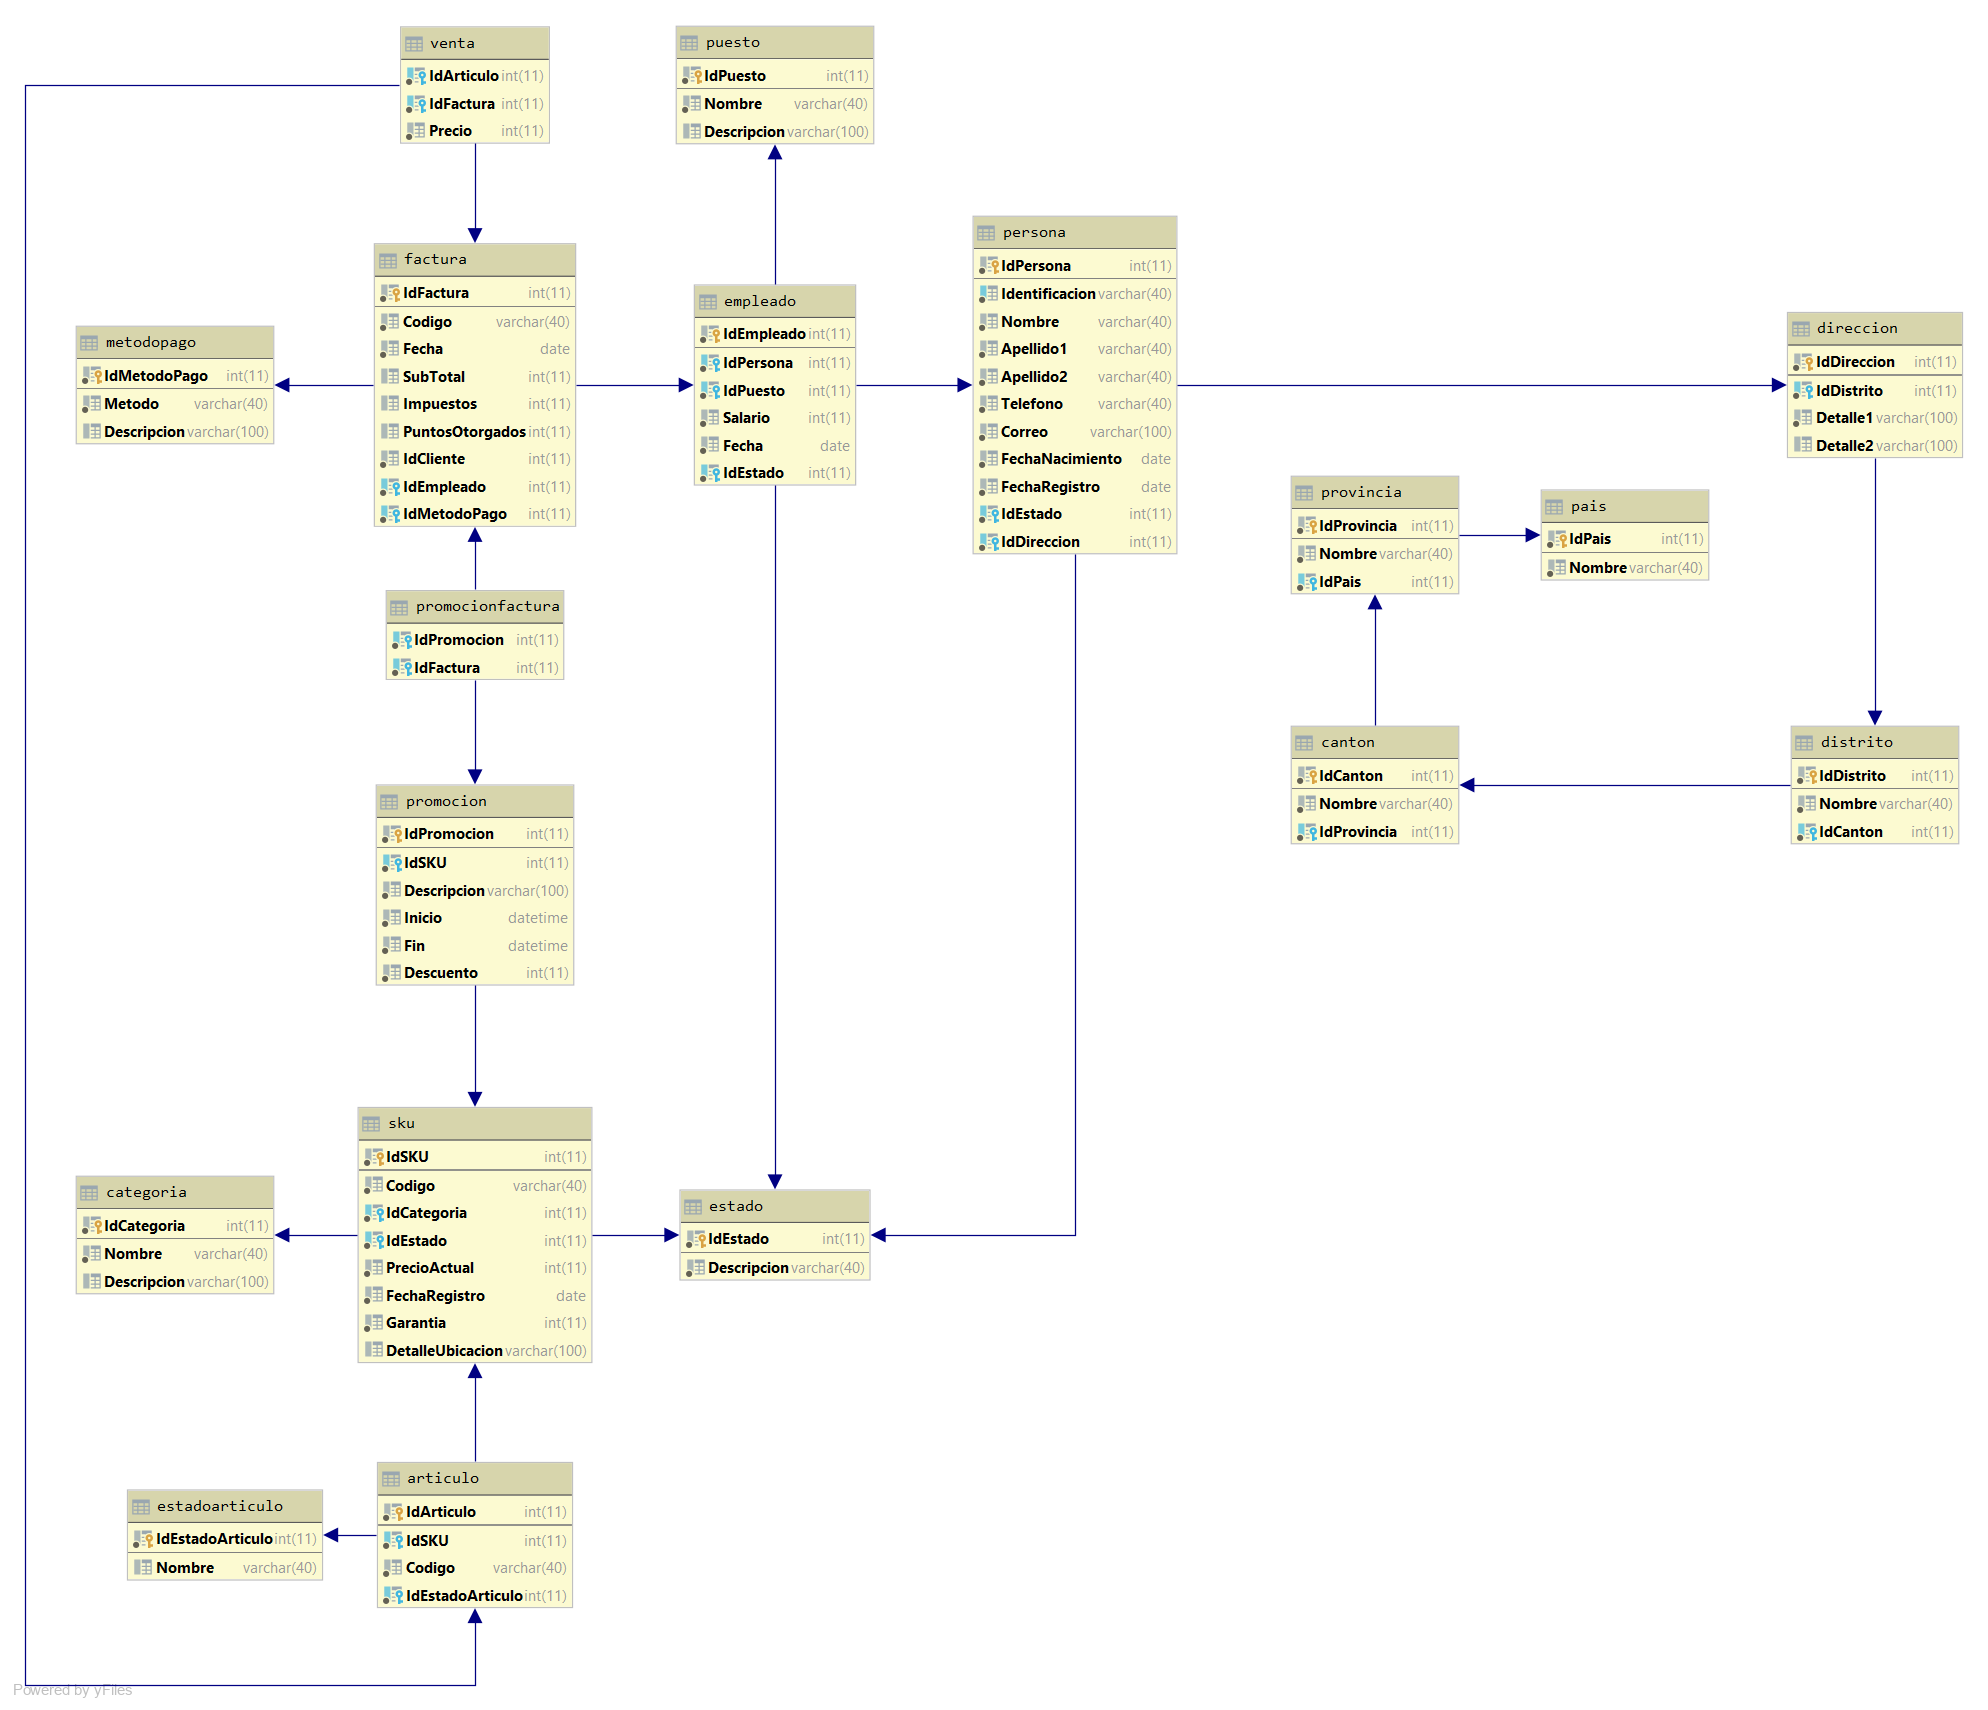 venta
IdArticulo int(11)
IdFactura int(11)
Precio int(11)
puesto
IdPuesto int(11)
Nombre varchar(40)
Descripcion varchar(100)
factura
IdFactura int(11)
Codigo varchar(40)
Fecha date
SubTotal int(11)
Impuestos int(11)
PuntosOtorgados int(11)
IdCliente int(11)
IdEmpleado int(11)
IdMetodoPago int(11)
metodopago
IdMetodoPago int(11)
Metodo varchar(40)
Descripcion varchar(100)
empleado
IdEmpleado int(11)
IdPersona int(11)
IdPuesto int(11)
Salario int(11)
Fecha date
IdEstado int(11)
persona
IdPersona int(11)
Identificacion varchar(40)
Nombre varchar(40)
Apellido1 varchar(40)
Apellido2 varchar(40)
Telefono varchar(40)
Correo varchar(100)
FechaNacimiento date
FechaRegistro date
IdEstado int(11)
IdDireccion int(11)
direccion
IdDireccion int(11)
IdDistrito int(11)
Detalle1 varchar(100)
Detalle2 varchar(100)
provincia
IdProvincia int(11)
Nombre varchar(40)
IdPais int(11)
pais
IdPais int(11)
Nombre varchar(40)
promocionfactura
IdPromocion int(11)
IdFactura int(11)
canton
IdCanton int(11)
Nombre varchar(40)
IdProvincia int(11)
distrito
IdDistrito int(11)
Nombre varchar(40)
IdCanton int(11)
promocion
IdPromocion int(11)
IdSKU int(11)
Descripcion varchar(100)
Inicio datetime
Fin datetime
Descuento int(11)
sku
IdSKU int(11)
Codigo varchar(40)
IdCategoria int(11)
IdEstado int(11)
PrecioActual int(11)
FechaRegistro date
Garantia int(11)
DetalleUbicacion varchar(100)
categoria
IdCategoria int(11)
Nombre varchar(40)
Descripcion varchar(100)
estado
IdEstado int(11)
Descripcion varchar(40)
articulo
IdArticulo int(11)
IdSKU int(11)
Codigo varchar(40)
IdEstadoArticulo int(11)
estadoarticulo
IdEstadoArticulo int(11)
Nombre varchar(40)
Powered by yFiles